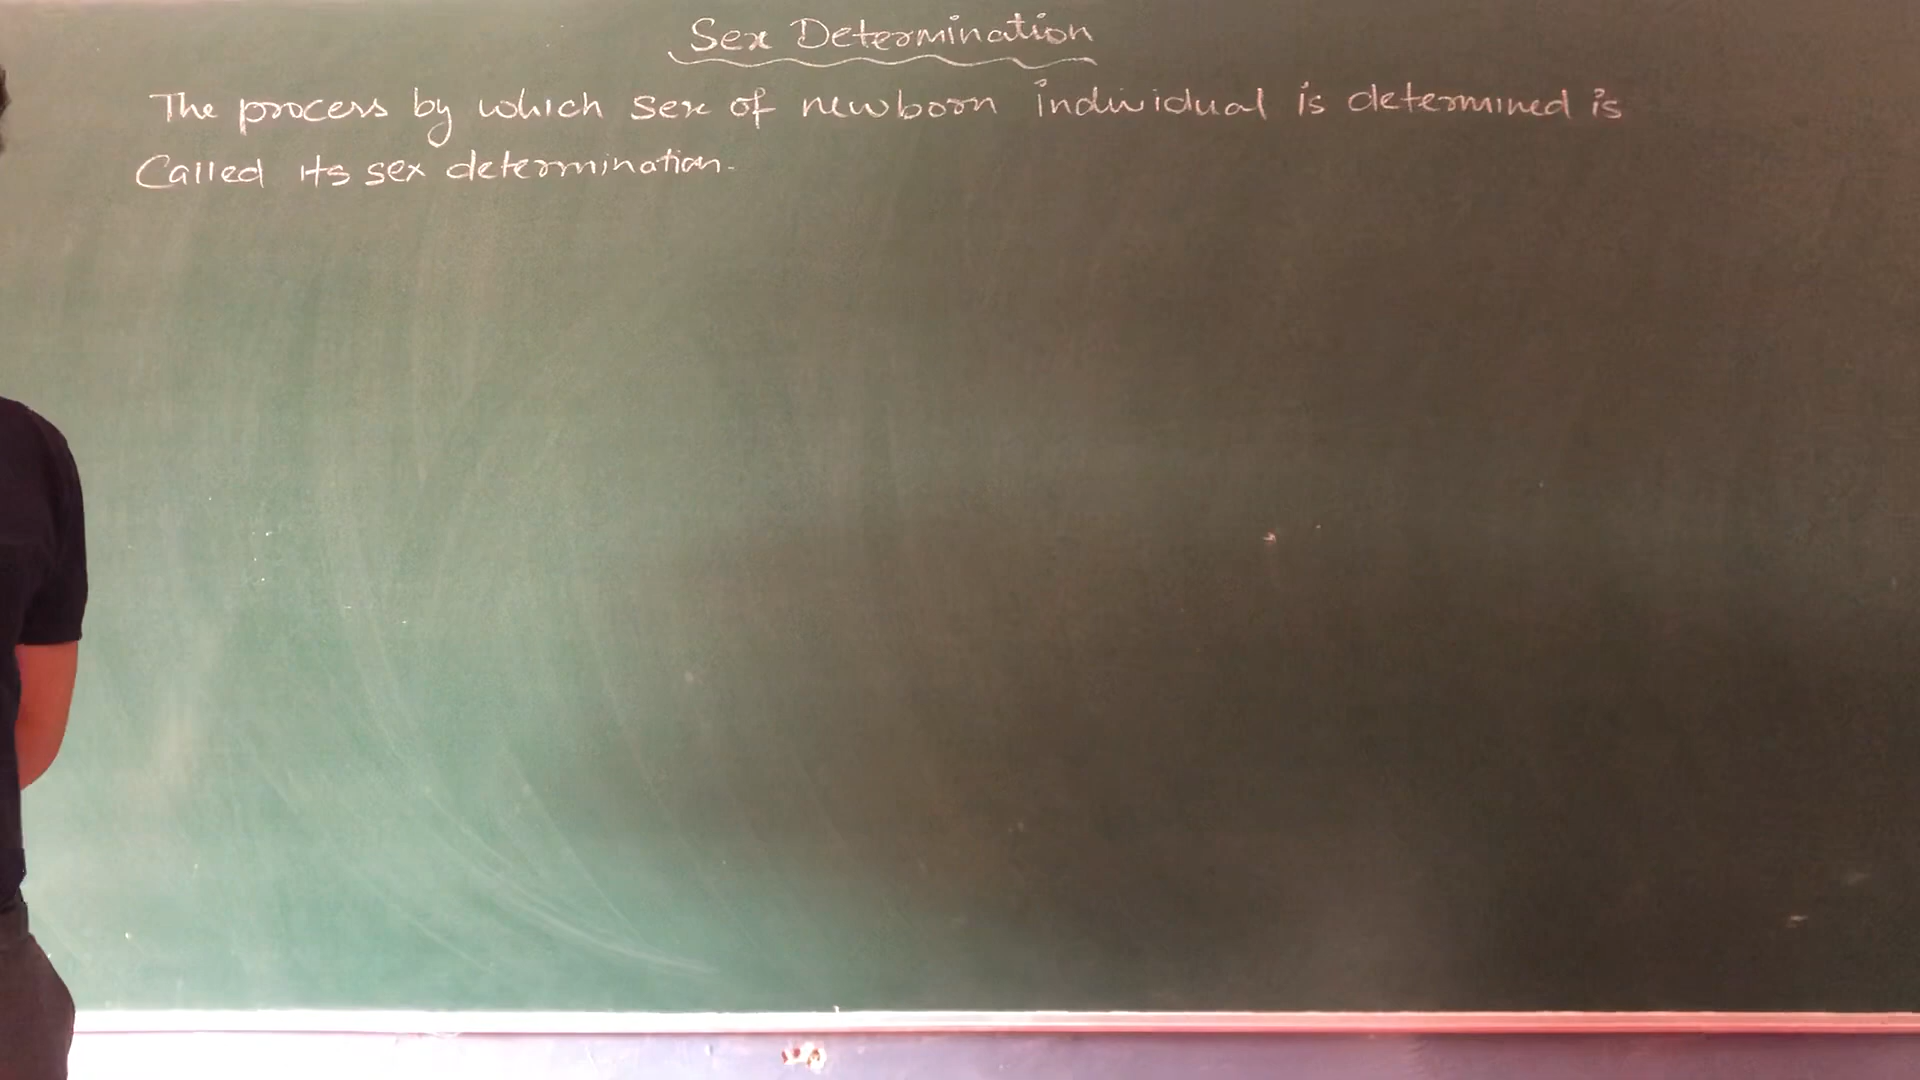 Sex Determination
The process by which sex of newborn individual is determined is
Called its sex determination.